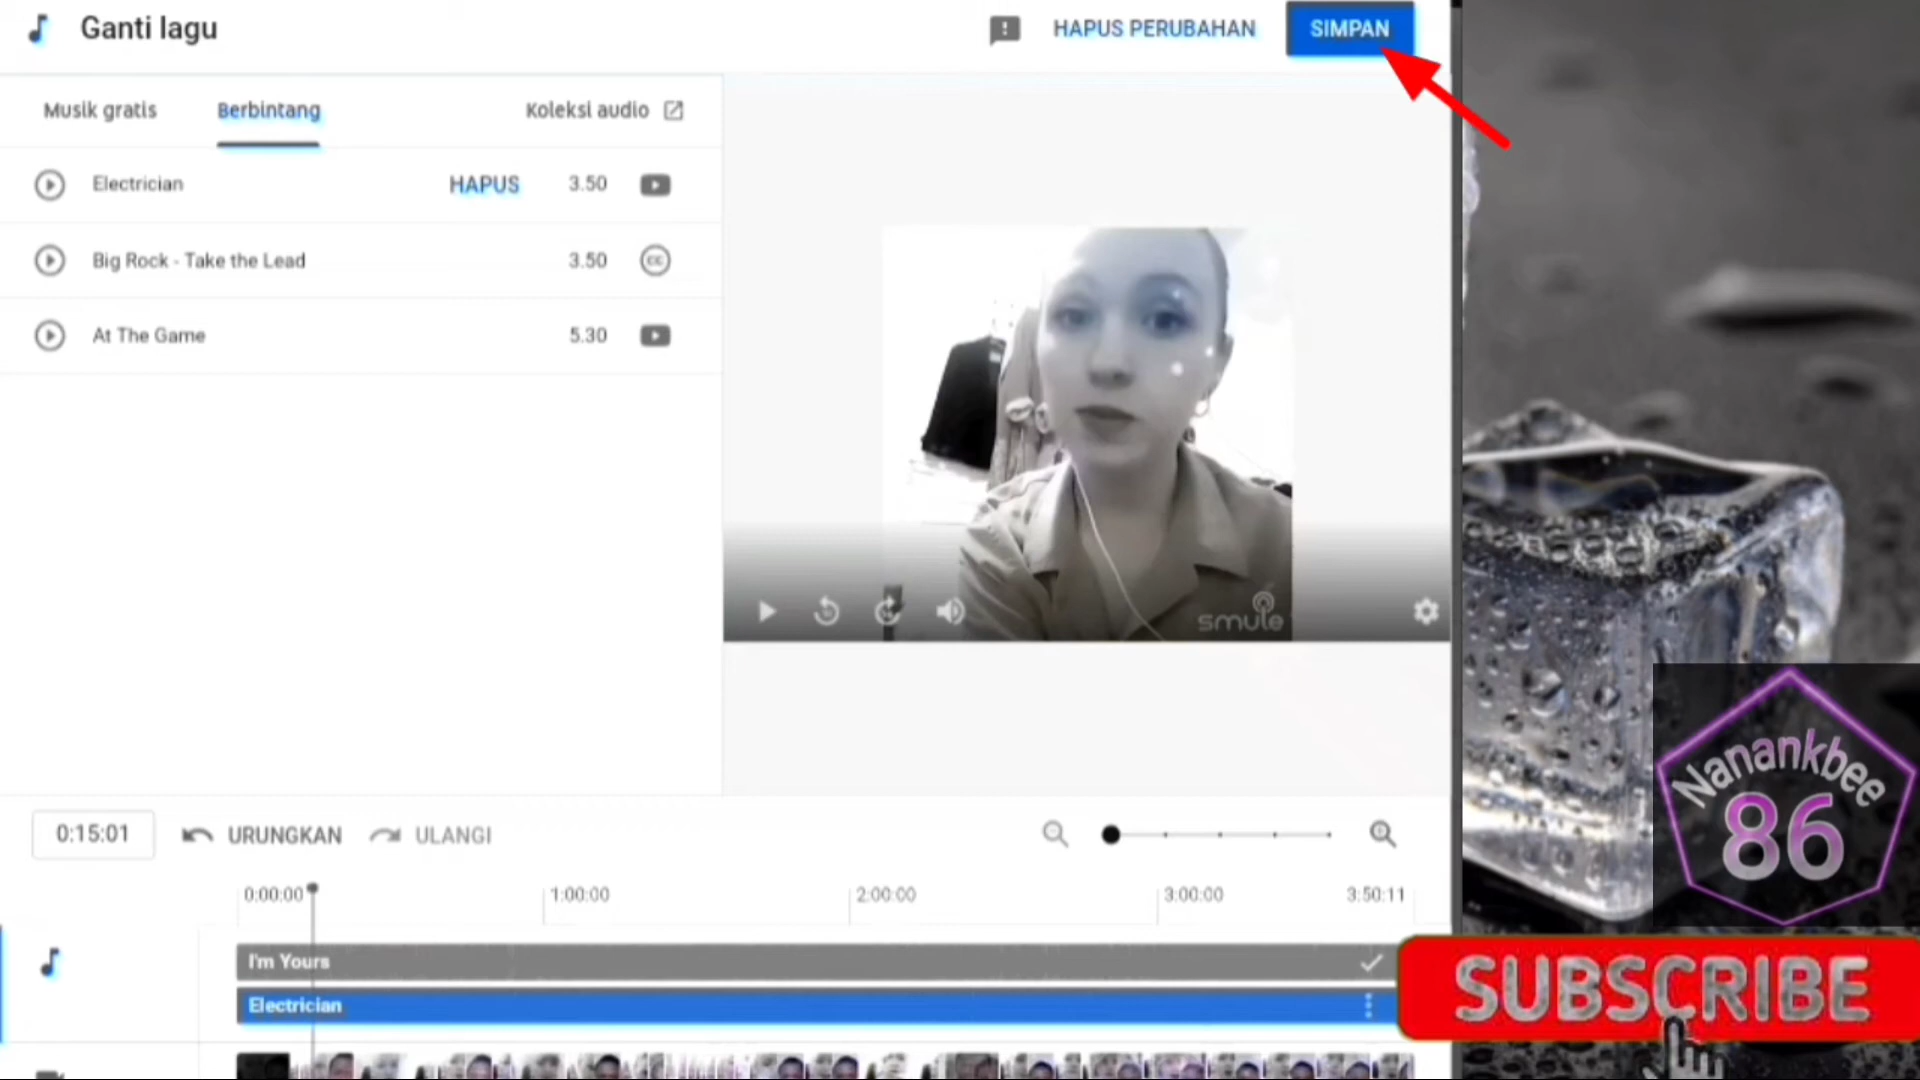 Ganti lagu
HAPUS PERUBAHAN
SIMPAN
Musik gratis
Berbintang
Koleksi audio
Electrician
HAPUS
3.50
Big Rock - Take the Lead
3.50
CC
At The Game
5.30
smule
0:15:01
URUNGKAN
ULANGI
0:00:00
1:00:00
2:00:00
3:00:00
3:50:11
I'm Yours
Electrician
Nanankbee
86
SUBSCRIBE